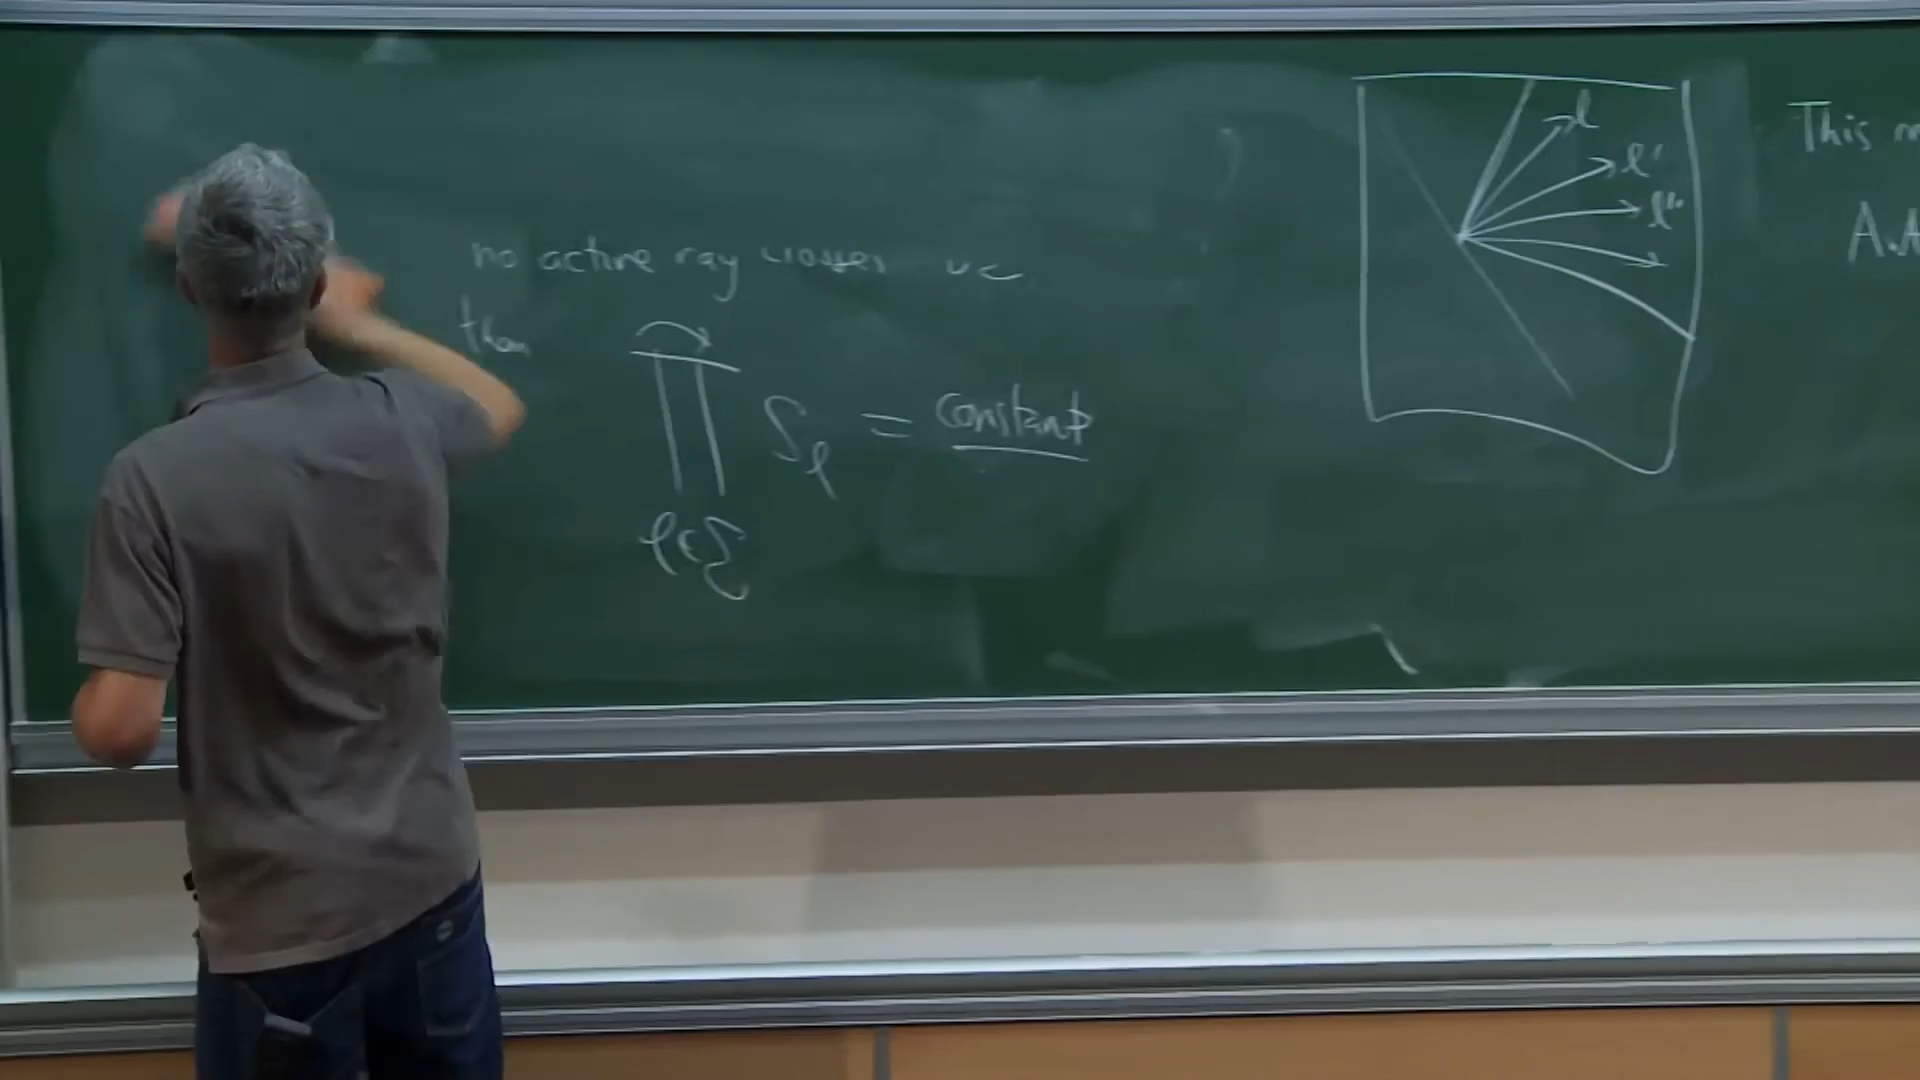 no active ray crosses
then
∏ S_ℓ = constant
ℓ⊂Σ
ℓ
ℓ'
ℓ''
This
A.